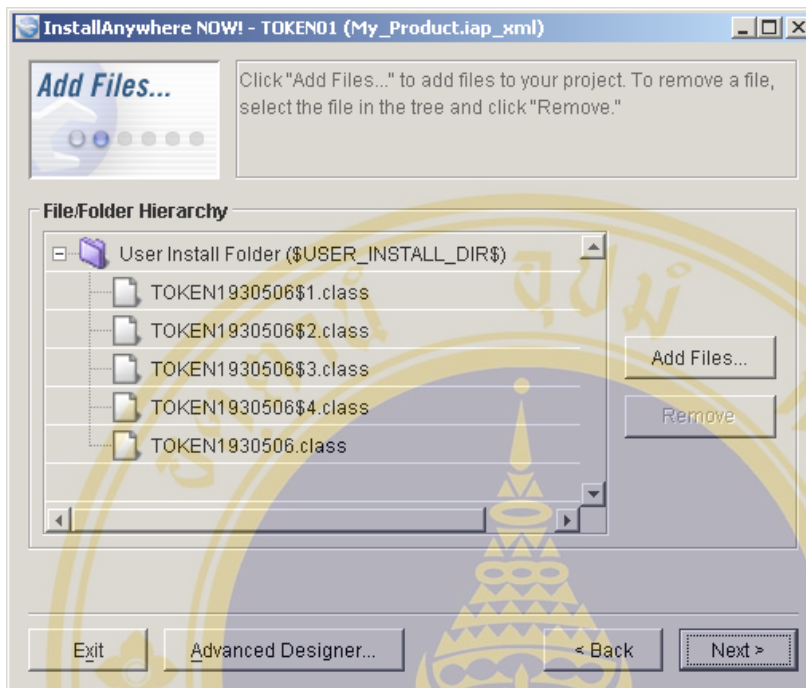 InstallAnywhere NOW! - TOKEN01 (My_Product.iap_xml)
Add Files...
Click "Add Files..." to add files to your project. To remove a file,
select the file in the tree and click "Remove."
File/Folder Hierarchy
User Install Folder ($USER_INSTALL_DIR$)
TOKEN1930506$1.class
TOKEN1930506$2.class
TOKEN1930506$3.class
TOKEN1930506$4.class
TOKEN1930506.class
Add Files...
Remove
Exit
Advanced Designer...
< Back
Next >